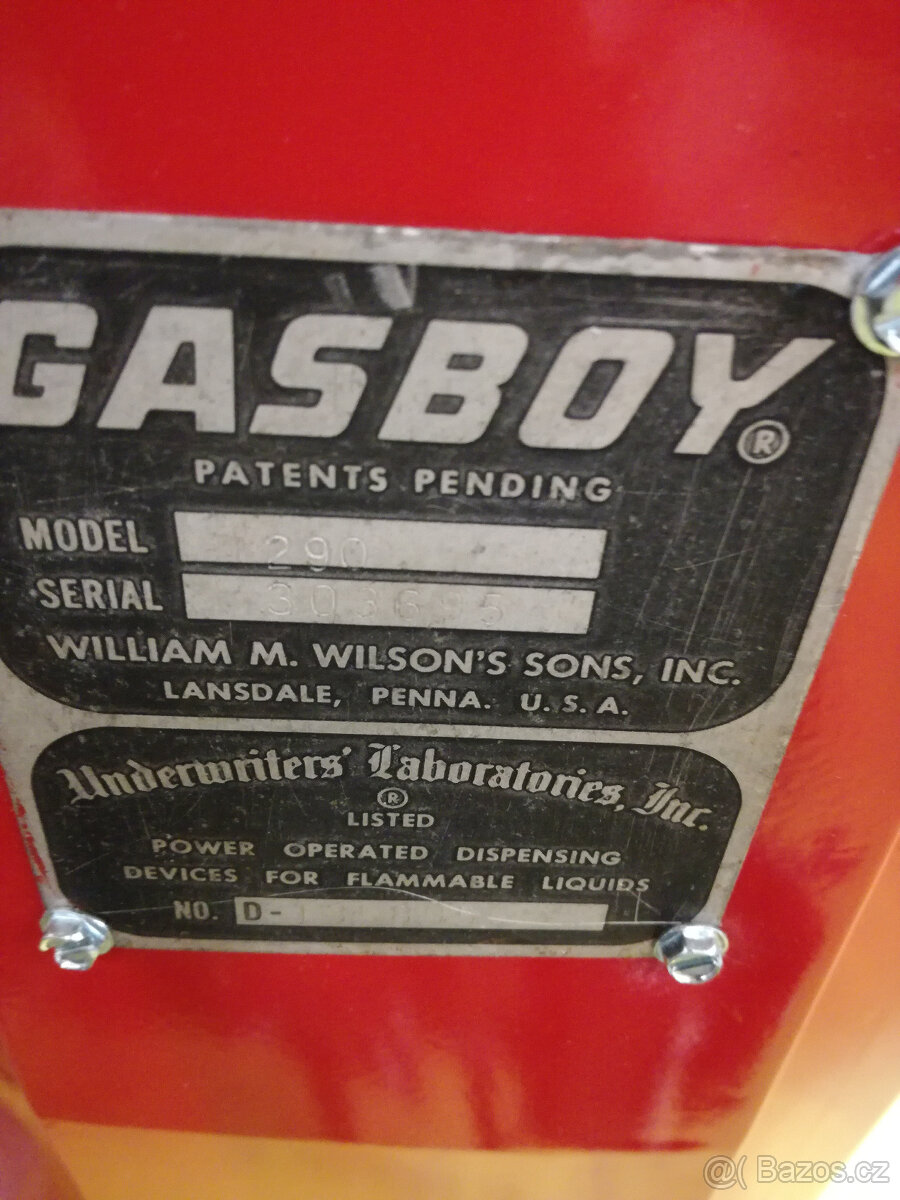 GASBOY®
PATENTS PENDING
MODEL 290
SERIAL 303695
WILLIAM M. WILSON'S SONS, INC.
LANSDALE, PENNA. U.S.A.
Underwriters' Laboratories, Inc.
®
LISTED
POWER OPERATED DISPENSING
DEVICES FOR FLAMMABLE LIQUIDS
NO. D-
@( Bazos.cz